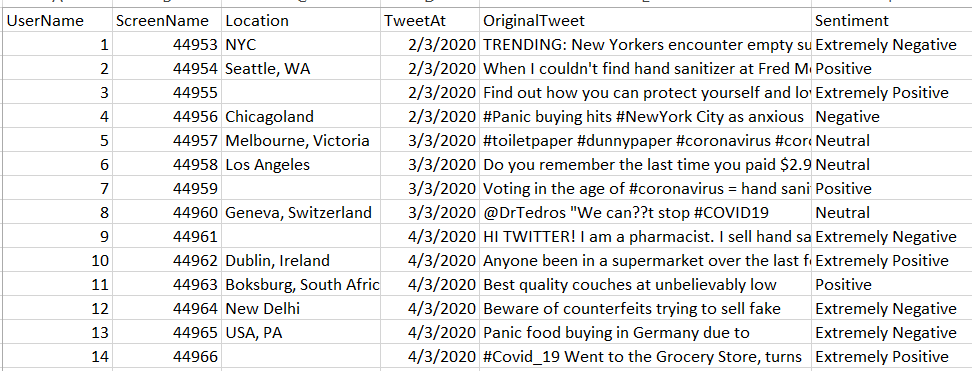 UserName ScreenName Location TweetAt OriginalTweet Sentiment
1 44953 NYC 2/3/2020 TRENDING: New Yorkers encounter empty su Extremely Negative
2 44954 Seattle, WA 2/3/2020 When I couldn't find hand sanitizer at Fred M Positive
3 44955 2/3/2020 Find out how you can protect yourself and lo Extremely Positive
4 44956 Chicagoland 2/3/2020 #Panic buying hits #NewYork City as anxious Negative
5 44957 Melbourne, Victoria 3/3/2020 #toiletpaper #dunnypaper #coronavirus #cor Neutral
6 44958 Los Angeles 3/3/2020 Do you remember the last time you paid $2.9 Neutral
7 44959 3/3/2020 Voting in the age of #coronavirus = hand sani Positive
8 44960 Geneva, Switzerland 3/3/2020 @DrTedros "We can??t stop #COVID19 Neutral
9 44961 4/3/2020 HI TWITTER! I am a pharmacist. I sell hand sa Extremely Negative
10 44962 Dublin, Ireland 4/3/2020 Anyone been in a supermarket over the last f Extremely Positive
11 44963 Boksburg, South Afric 4/3/2020 Best quality couches at unbelievably low Positive
12 44964 New Delhi 4/3/2020 Beware of counterfeits trying to sell fake Extremely Negative
13 44965 USA, PA 4/3/2020 Panic food buying in Germany due to Extremely Negative
14 44966 4/3/2020 #Covid_19 Went to the Grocery Store, turns Extremely Positive